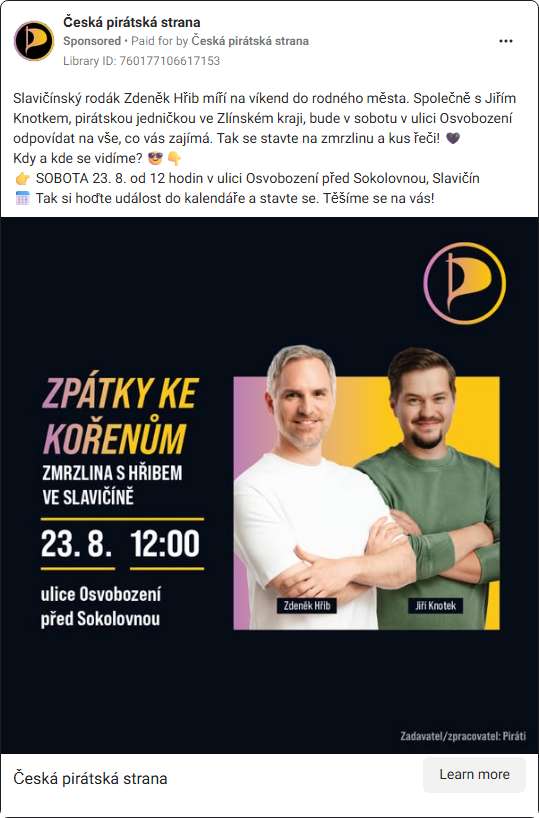 Česká pirátská strana
Sponsored • Paid for by Česká pirátská strana
Library ID: 760177106617153
Slavičínský rodák Zdeněk Hřib míří na víkend do rodného města. Společně s Jiřím
Knotkem, pirátskou jedničkou ve Zlínském kraji, bude v sobotu v ulici Osvobození
odpovídat na vše, co vás zajímá. Tak se stavte na zmrzlinu a kus řeči! 🖤
Kdy a kde se vidíme? 😎👇
👉 SOBOTA 23. 8. od 12 hodin v ulici Osvobození před Sokolovnou, Slavičín
🗓️ Tak si hoďte událost do kalendáře a stavte se. Těšíme se na vás!
ZPÁTKY KE
KOŘENŮM
ZMRZLINA S HŘIBEM
VE SLAVIČÍNĚ
23. 8. 12:00
ulice Osvobození
před Sokolovnou
Zdeněk Hřib
Jiří Knotek
Zadavatel/zpracovatel: Piráti
Česká pirátská strana
Learn more